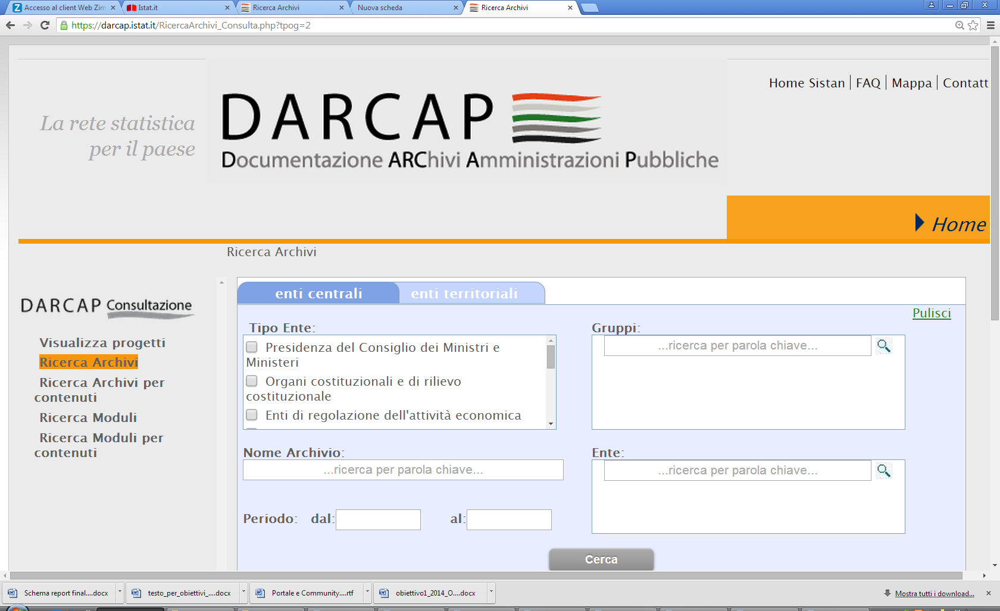 Accesso al client Web Zim
Istat.it
Ricerca Archivi
Nuova scheda
Ricerca Archivi
https://darcap.istat.it/RicercaArchivi_Consulta.php?tpog=2
Home Sistan | FAQ | Mappa | Contatt
La rete statistica
per il paese
DARCAP
Documentazione ARChivi Amministrazioni Pubbliche
Home
Ricerca Archivi
DARCAP Consultazione
Visualizza progetti
Ricerca Archivi
Ricerca Archivi per
contenuti
Ricerca Moduli
Ricerca Moduli per
contenuti
enti centrali
enti territoriali
Pulisci
Tipo Ente:
Presidenza del Consiglio dei Ministri e
Ministeri
Organi costituzionali e di rilievo
costituzionale
Enti di regolazione dell'attività economica
Gruppi:
...ricerca per parola chiave...
Nome Archivio:
...ricerca per parola chiave...
Ente:
...ricerca per parola chiave...
Periodo: dal: al:
Cerca
Schema report final....docx
testo_per_obiettivi_....docx
Portale e Community....rtf
obiettivo1_2014_O....docx
Mostra tutti i download...